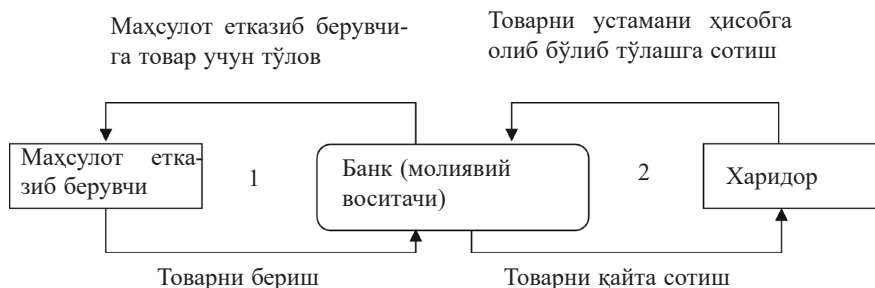 Маҳсулот етказиб берувчи-
га товар учун тўлов
Товарни устамани ҳисобга
олиб бўлиб тўлашга сотиш
Маҳсулот етка-
зиб берувчи
1
Банк (молиявий
воситачи)
2
Харидор
Товарни бериш
Товарни қайта сотиш